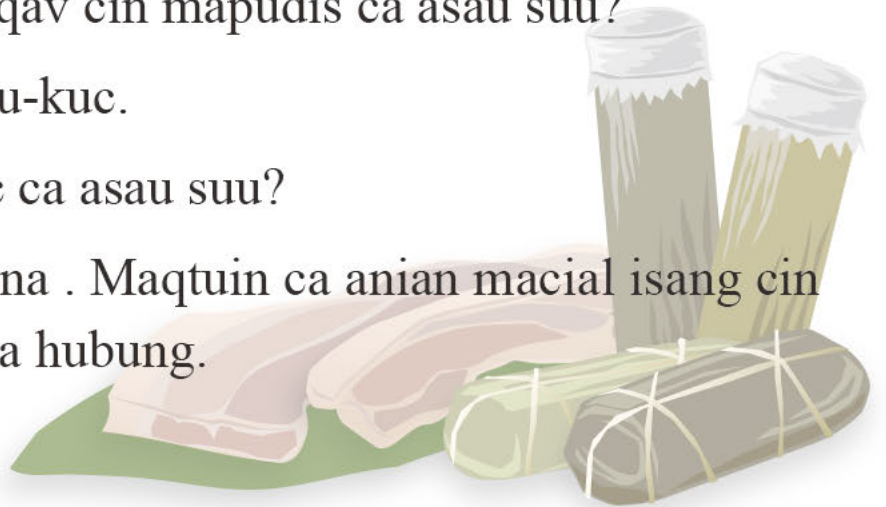 qav cin mapudis ca asau suu?
u-kuc.
ca asau suu?
na . Maqtuin ca anian macial isang cin
a hubung.